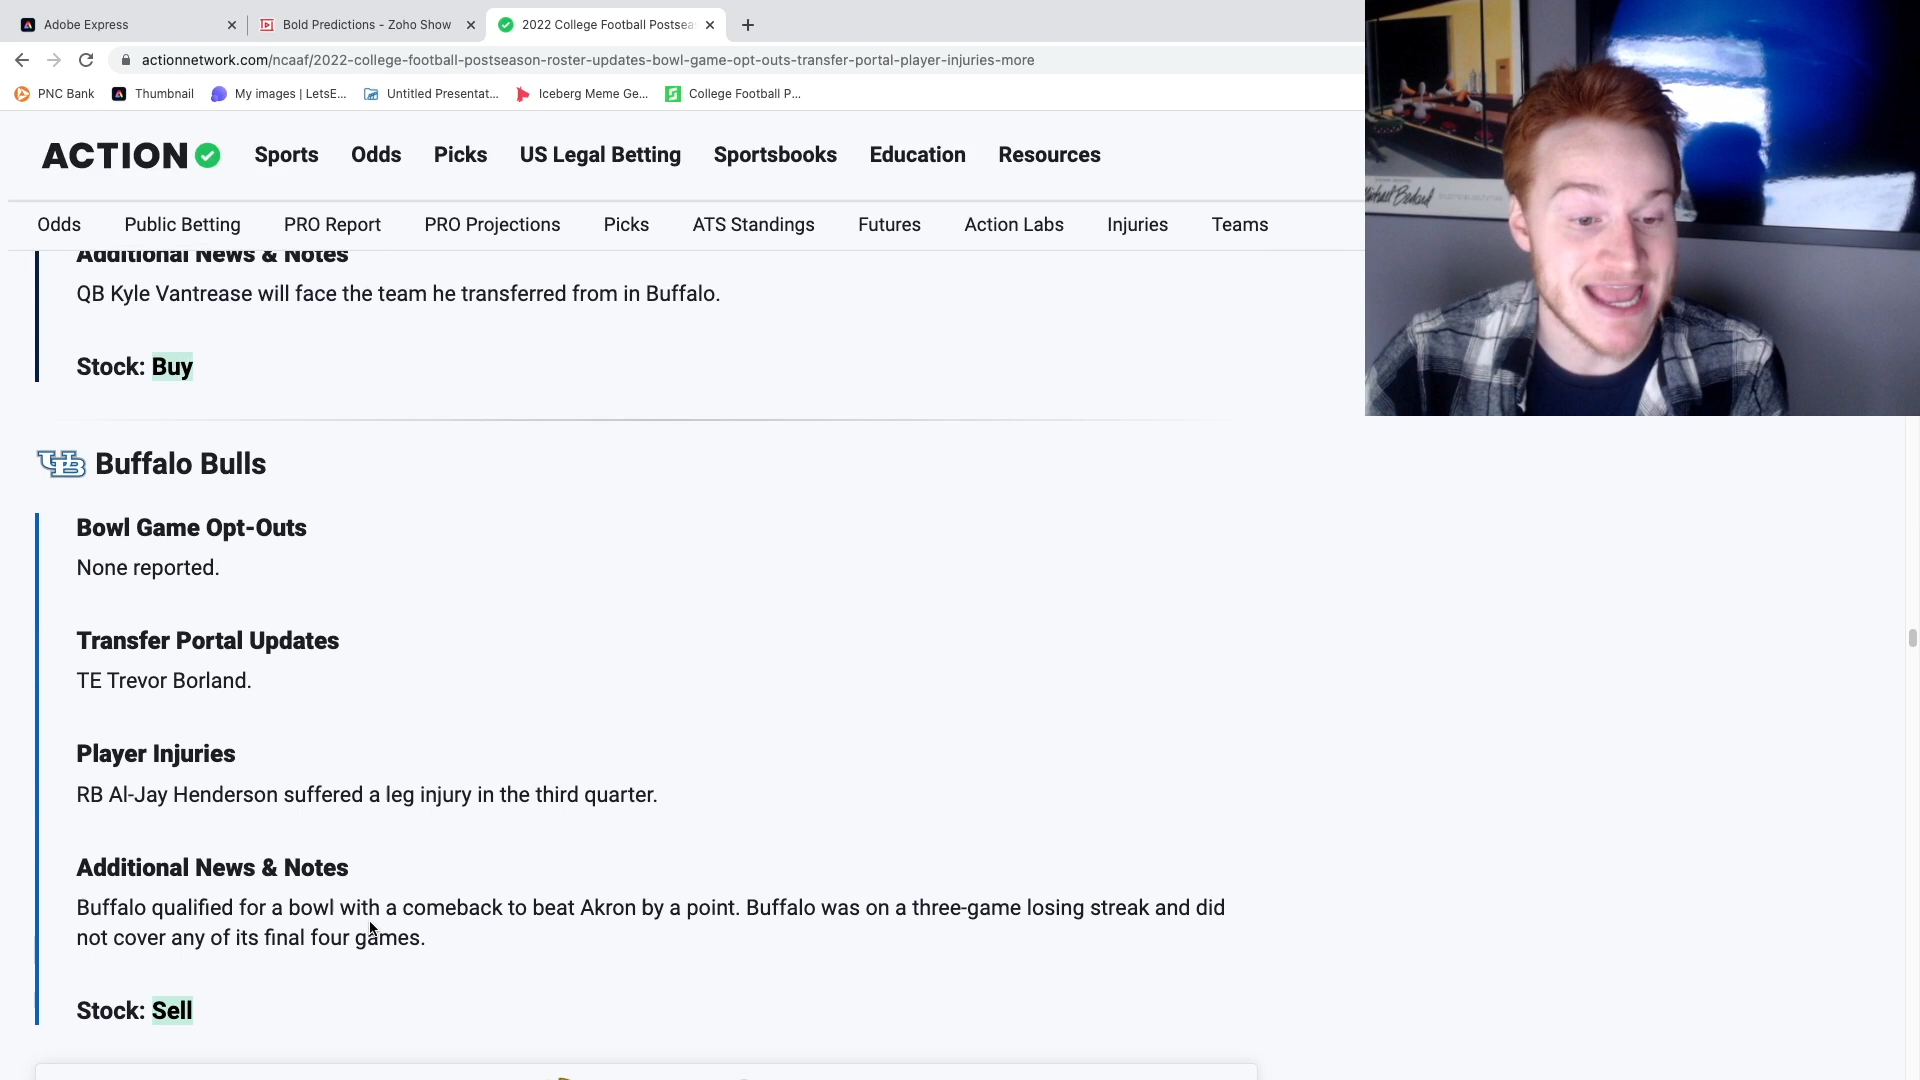 Adobe Express
Bold Predictions - Zoho Show
2022 College Football Postsea
actionnetwork.com/ncaaf/2022-college-football-postseason-roster-updates-bowl-game-opt-outs-transfer-portal-player-injuries-more
PNC Bank
Thumbnail
My images | LetsE...
Untitled Presentat...
Iceberg Meme Ge...
College Football P...
ACTION
Sports
Odds
Picks
US Legal Betting
Sportsbooks
Education
Resources
Odds
Public Betting
PRO Report
PRO Projections
Picks
ATS Standings
Futures
Action Labs
Injuries
Teams
Additional News & Notes
QB Kyle Vantrease will face the team he transferred from in Buffalo.
Stock: Buy
UB Buffalo Bulls
Bowl Game Opt-Outs
None reported.
Transfer Portal Updates
TE Trevor Borland.
Player Injuries
RB Al-Jay Henderson suffered a leg injury in the third quarter.
Additional News & Notes
Buffalo qualified for a bowl with a comeback to beat Akron by a point. Buffalo was on a three-game losing streak and did
not cover any of its final four games.
Stock: Sell
Michael Bedard